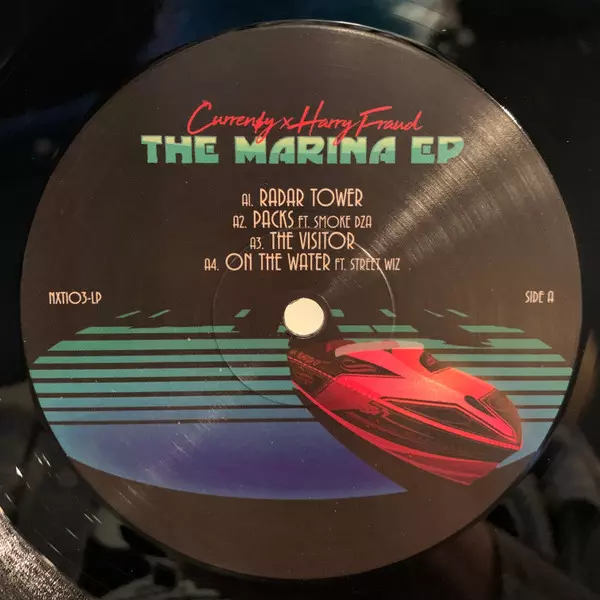 Curren$y x Harry Fraud
THE MARINA EP
A1. RADAR TOWER
A2. PACKS FT. SMOKE DZA
A3. THE VISITOR
A4. ON THE WATER FT. STREET WIZ
NXT103-LP
SIDE A